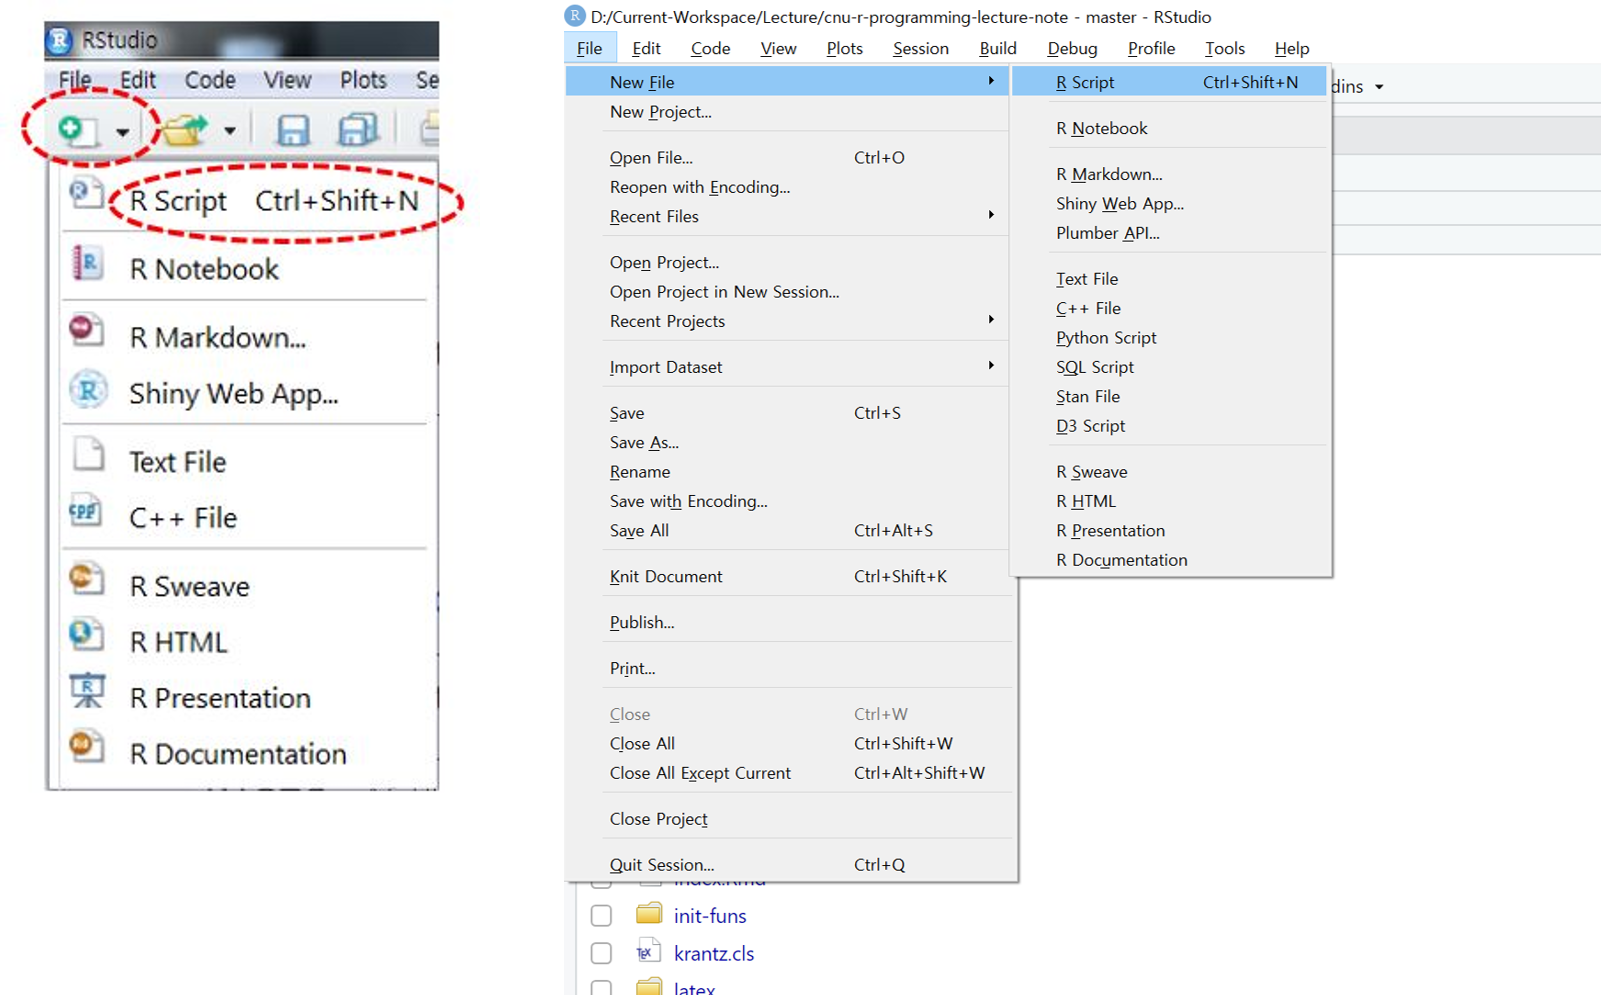 RStudio
File Edit Code View Plots Se
R Script Ctrl+Shift+N
R Notebook
R Markdown...
Shiny Web App...
Text File
C++ File
R Sweave
R HTML
R Presentation
R Documentation
D:/Current-Workspace/Lecture/cnu-r-programming-lecture-note - master - RStudio
File Edit Code View Plots Session Build Debug Profile Tools Help
New File
New Project...
Open File... Ctrl+O
Reopen with Encoding...
Recent Files
Open Project...
Open Project in New Session...
Recent Projects
Import Dataset
Save Ctrl+S
Save As...
Rename
Save with Encoding...
Save All Ctrl+Alt+S
Knit Document Ctrl+Shift+K
Publish...
Print...
Close Ctrl+W
Close All Ctrl+Shift+W
Close All Except Current Ctrl+Alt+Shift+W
Close Project
Quit Session... Ctrl+Q
R Script Ctrl+Shift+N
R Notebook
R Markdown...
Shiny Web App...
Plumber API...
Text File
C++ File
Python Script
SQL Script
Stan File
D3 Script
R Sweave
R HTML
R Presentation
R Documentation
dins
index.Rmd
init-funs
krantz.cls
latex